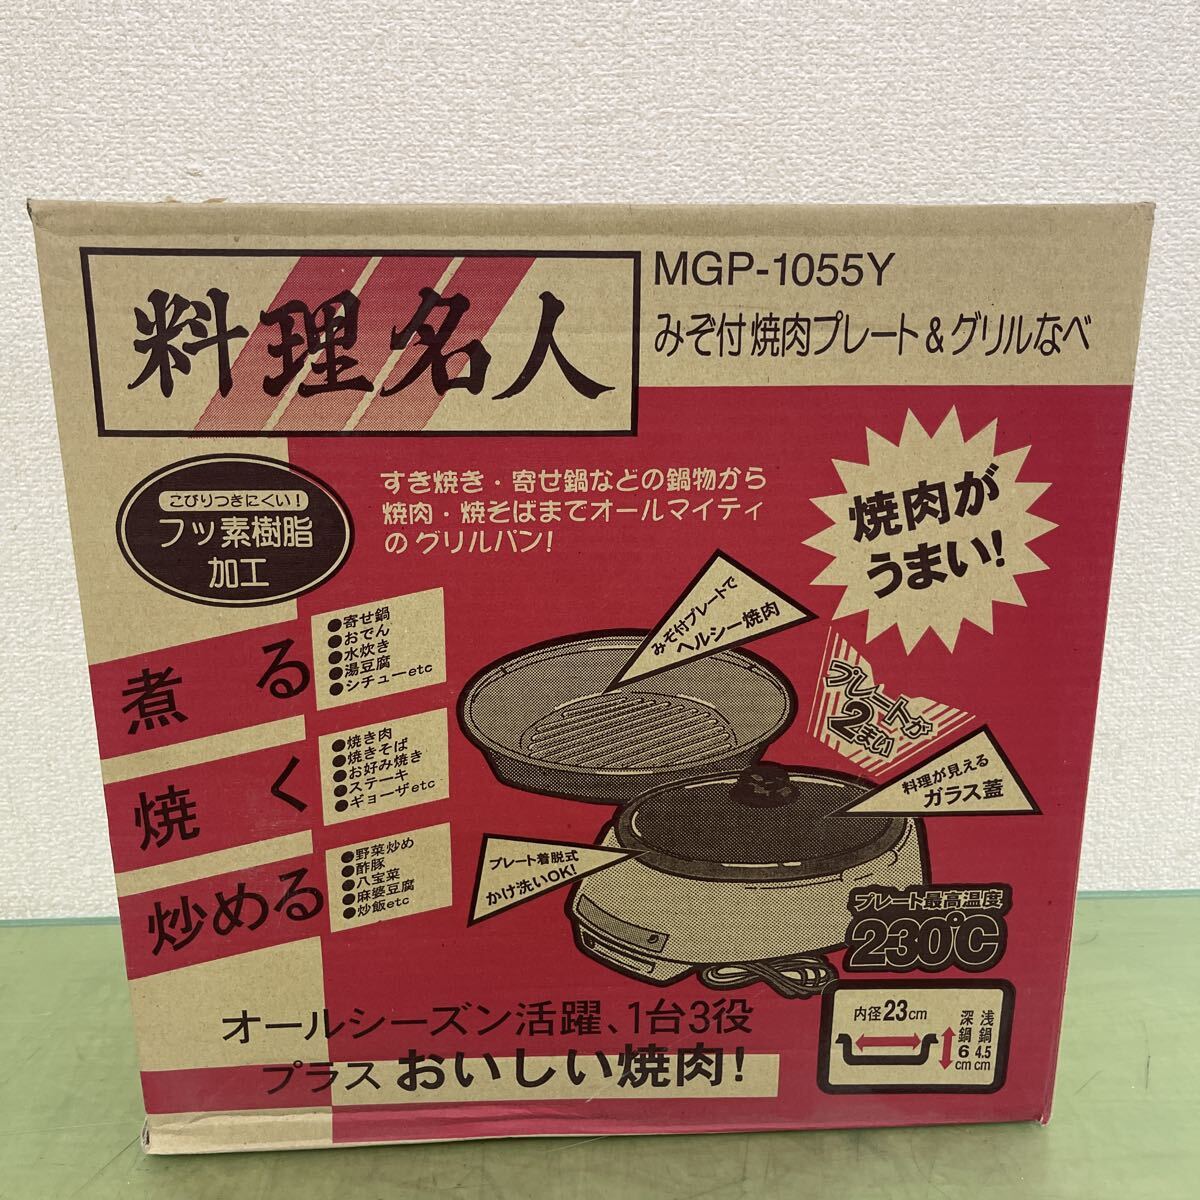 料理名人
MGP-1055Y
みぞ付焼肉プレート&グリルなべ
こびりつきにくい!
フッ素樹脂
加工
すき焼き・寄せ鍋などの鍋物から
焼肉・焼そばまでオールマイティ
のグリルパン!
焼肉が
うまい!
煮る
●寄せ鍋
●おでん
●水炊き
●湯豆腐
●シチューetc
焼く
●焼き肉
●焼きそば
●お好み焼き
●ステーキ
●ギョーザetc
炒める
●野菜炒め
●酢豚
●八宝菜
●麻婆豆腐
●炒飯etc
みぞ付プレートで
ヘルシー焼肉
プレートが
2まい
料理が見える
ガラス蓋
プレート着脱式
かけ洗いOK!
プレート最高温度
230℃
内径23cm
深鍋6cm
浅鍋4.5cm
オールシーズン活躍、1台3役
プラスおいしい焼肉!